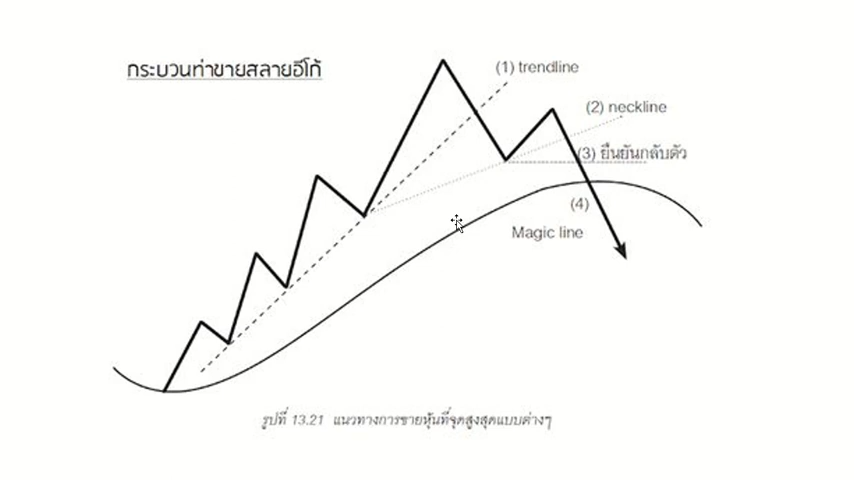 กระบวนท่าขายสลายอีโก้
(1) trendline
(2) neckline
(3) ยืนยันกลับตัว
(4)
Magic line
รูปที่ 13.21 แนวทางการขายหุ้นที่จุดสูงสุดแบบต่างๆ